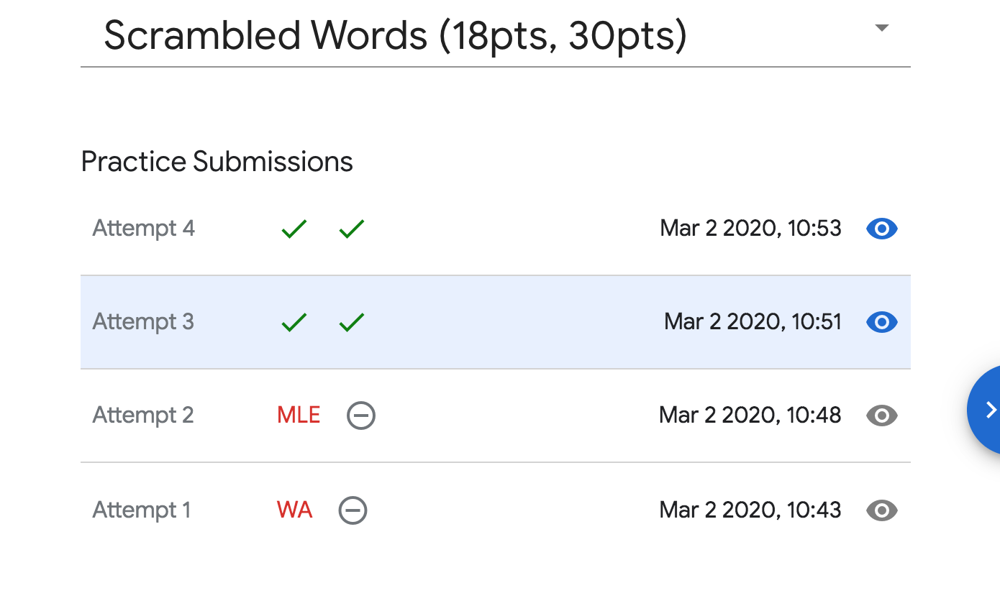 Scrambled Words (18pts, 30pts)
Practice Submissions
Attempt 4 Mar 2 2020, 10:53
Attempt 3 Mar 2 2020, 10:51
Attempt 2 MLE Mar 2 2020, 10:48
Attempt 1 WA Mar 2 2020, 10:43